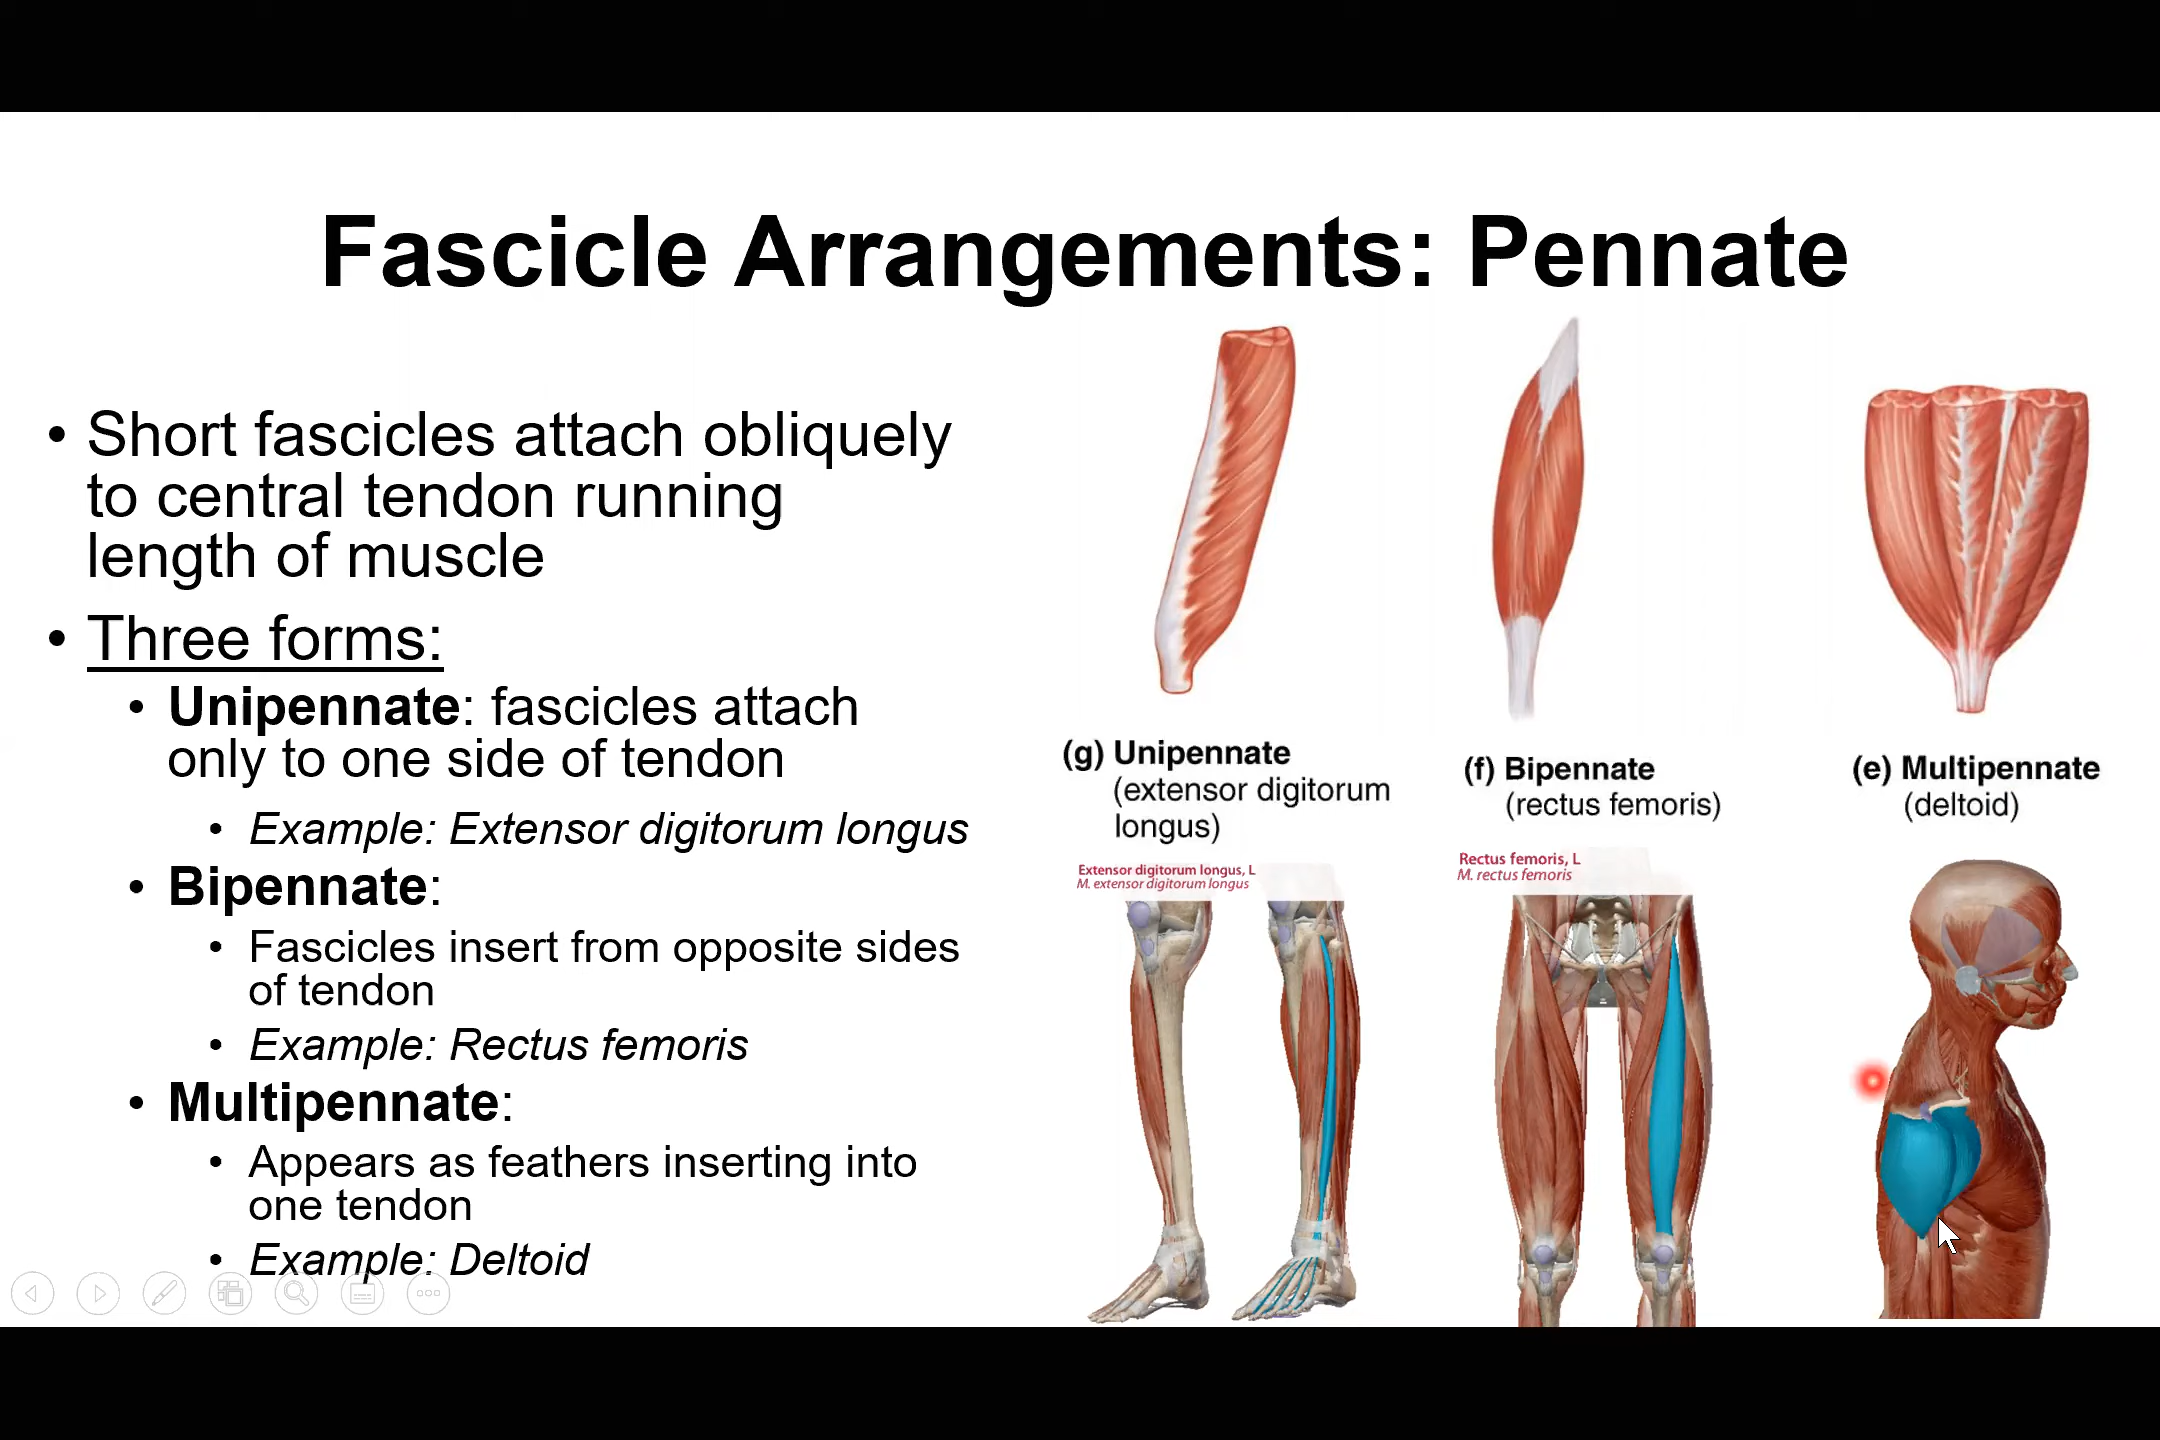 Fascicle Arrangements: Pennate
• Short fascicles attach obliquely
to central tendon running
length of muscle
• Three forms:
• Unipennate: fascicles attach
only to one side of tendon
• Example: Extensor digitorum longus
• Bipennate:
• Fascicles insert from opposite sides
of tendon
• Example: Rectus femoris
• Multipennate:
• Appears as feathers inserting into
one tendon
• Example: Deltoid
(g) Unipennate
(extensor digitorum
longus)
(f) Bipennate
(rectus femoris)
(e) Multipennate
(deltoid)
Extensor digitorum longus, L
M. extensor digitorum longus
Rectus femoris, L
M. rectus femoris